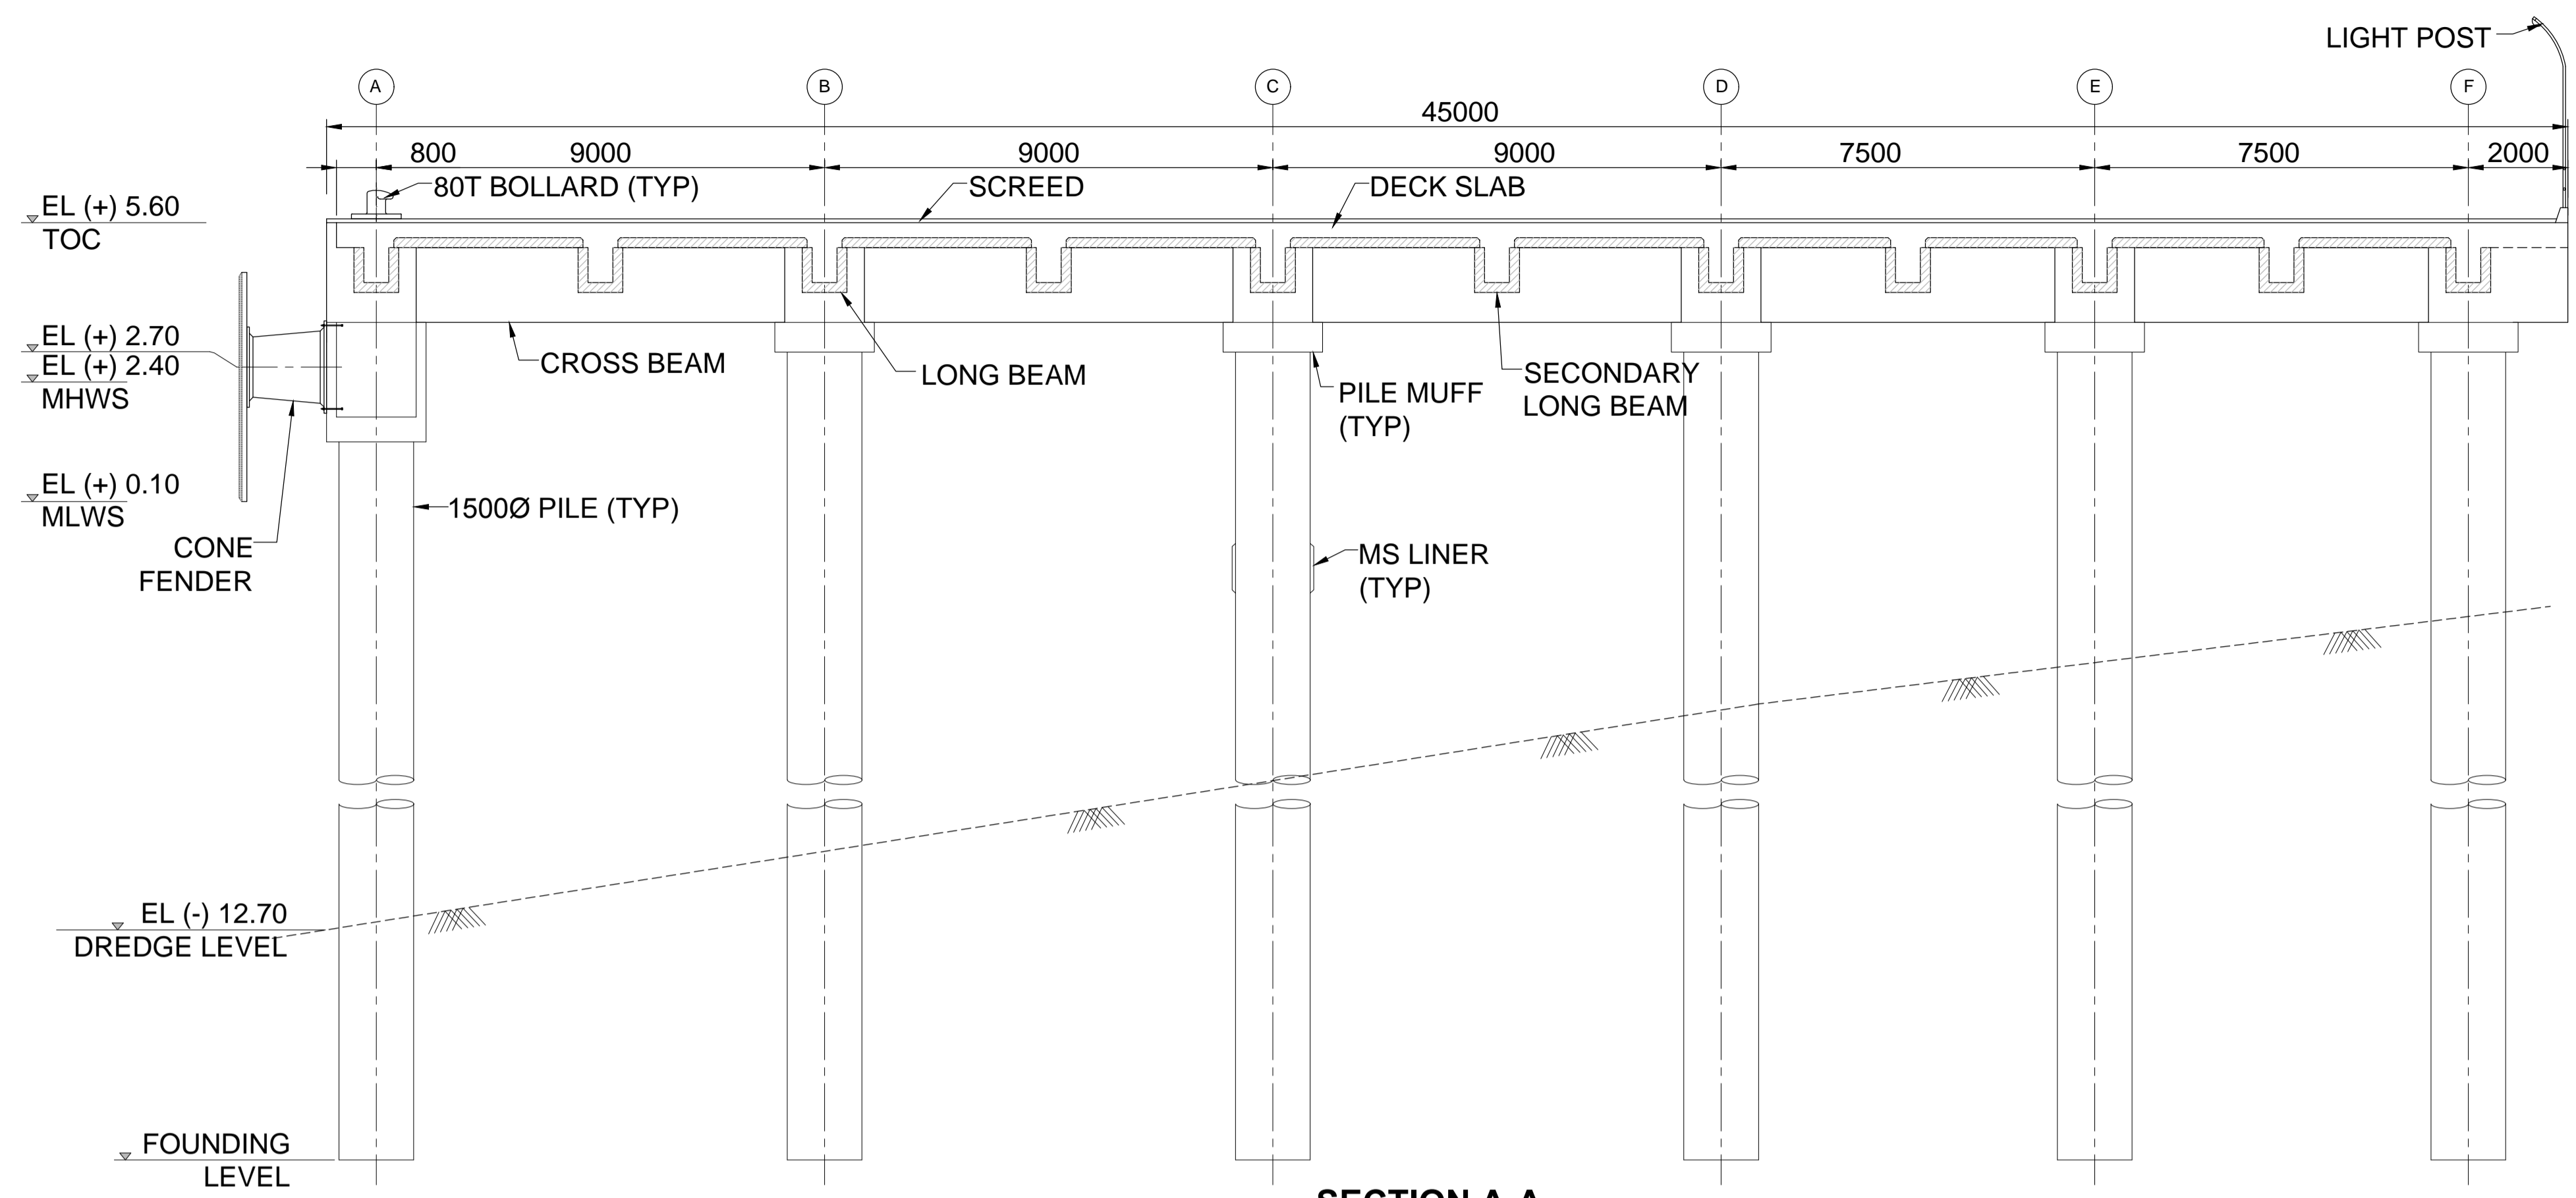 LIGHT POST
A
B
C
D
E
F
45000
800
9000
9000
9000
7500
7500
2000
80T BOLLARD (TYP)
SCREED
DECK SLAB
EL (+) 5.60
TOC
EL (+) 2.70
EL (+) 2.40
MHWS
CROSS BEAM
LONG BEAM
PILE MUFF
(TYP)
SECONDARY
LONG BEAM
EL (+) 0.10
MLWS
1500Ø PILE (TYP)
CONE
FENDER
MS LINER
(TYP)
EL (-) 12.70
DREDGE LEVEL
FOUNDING
LEVEL
SECTION A-A